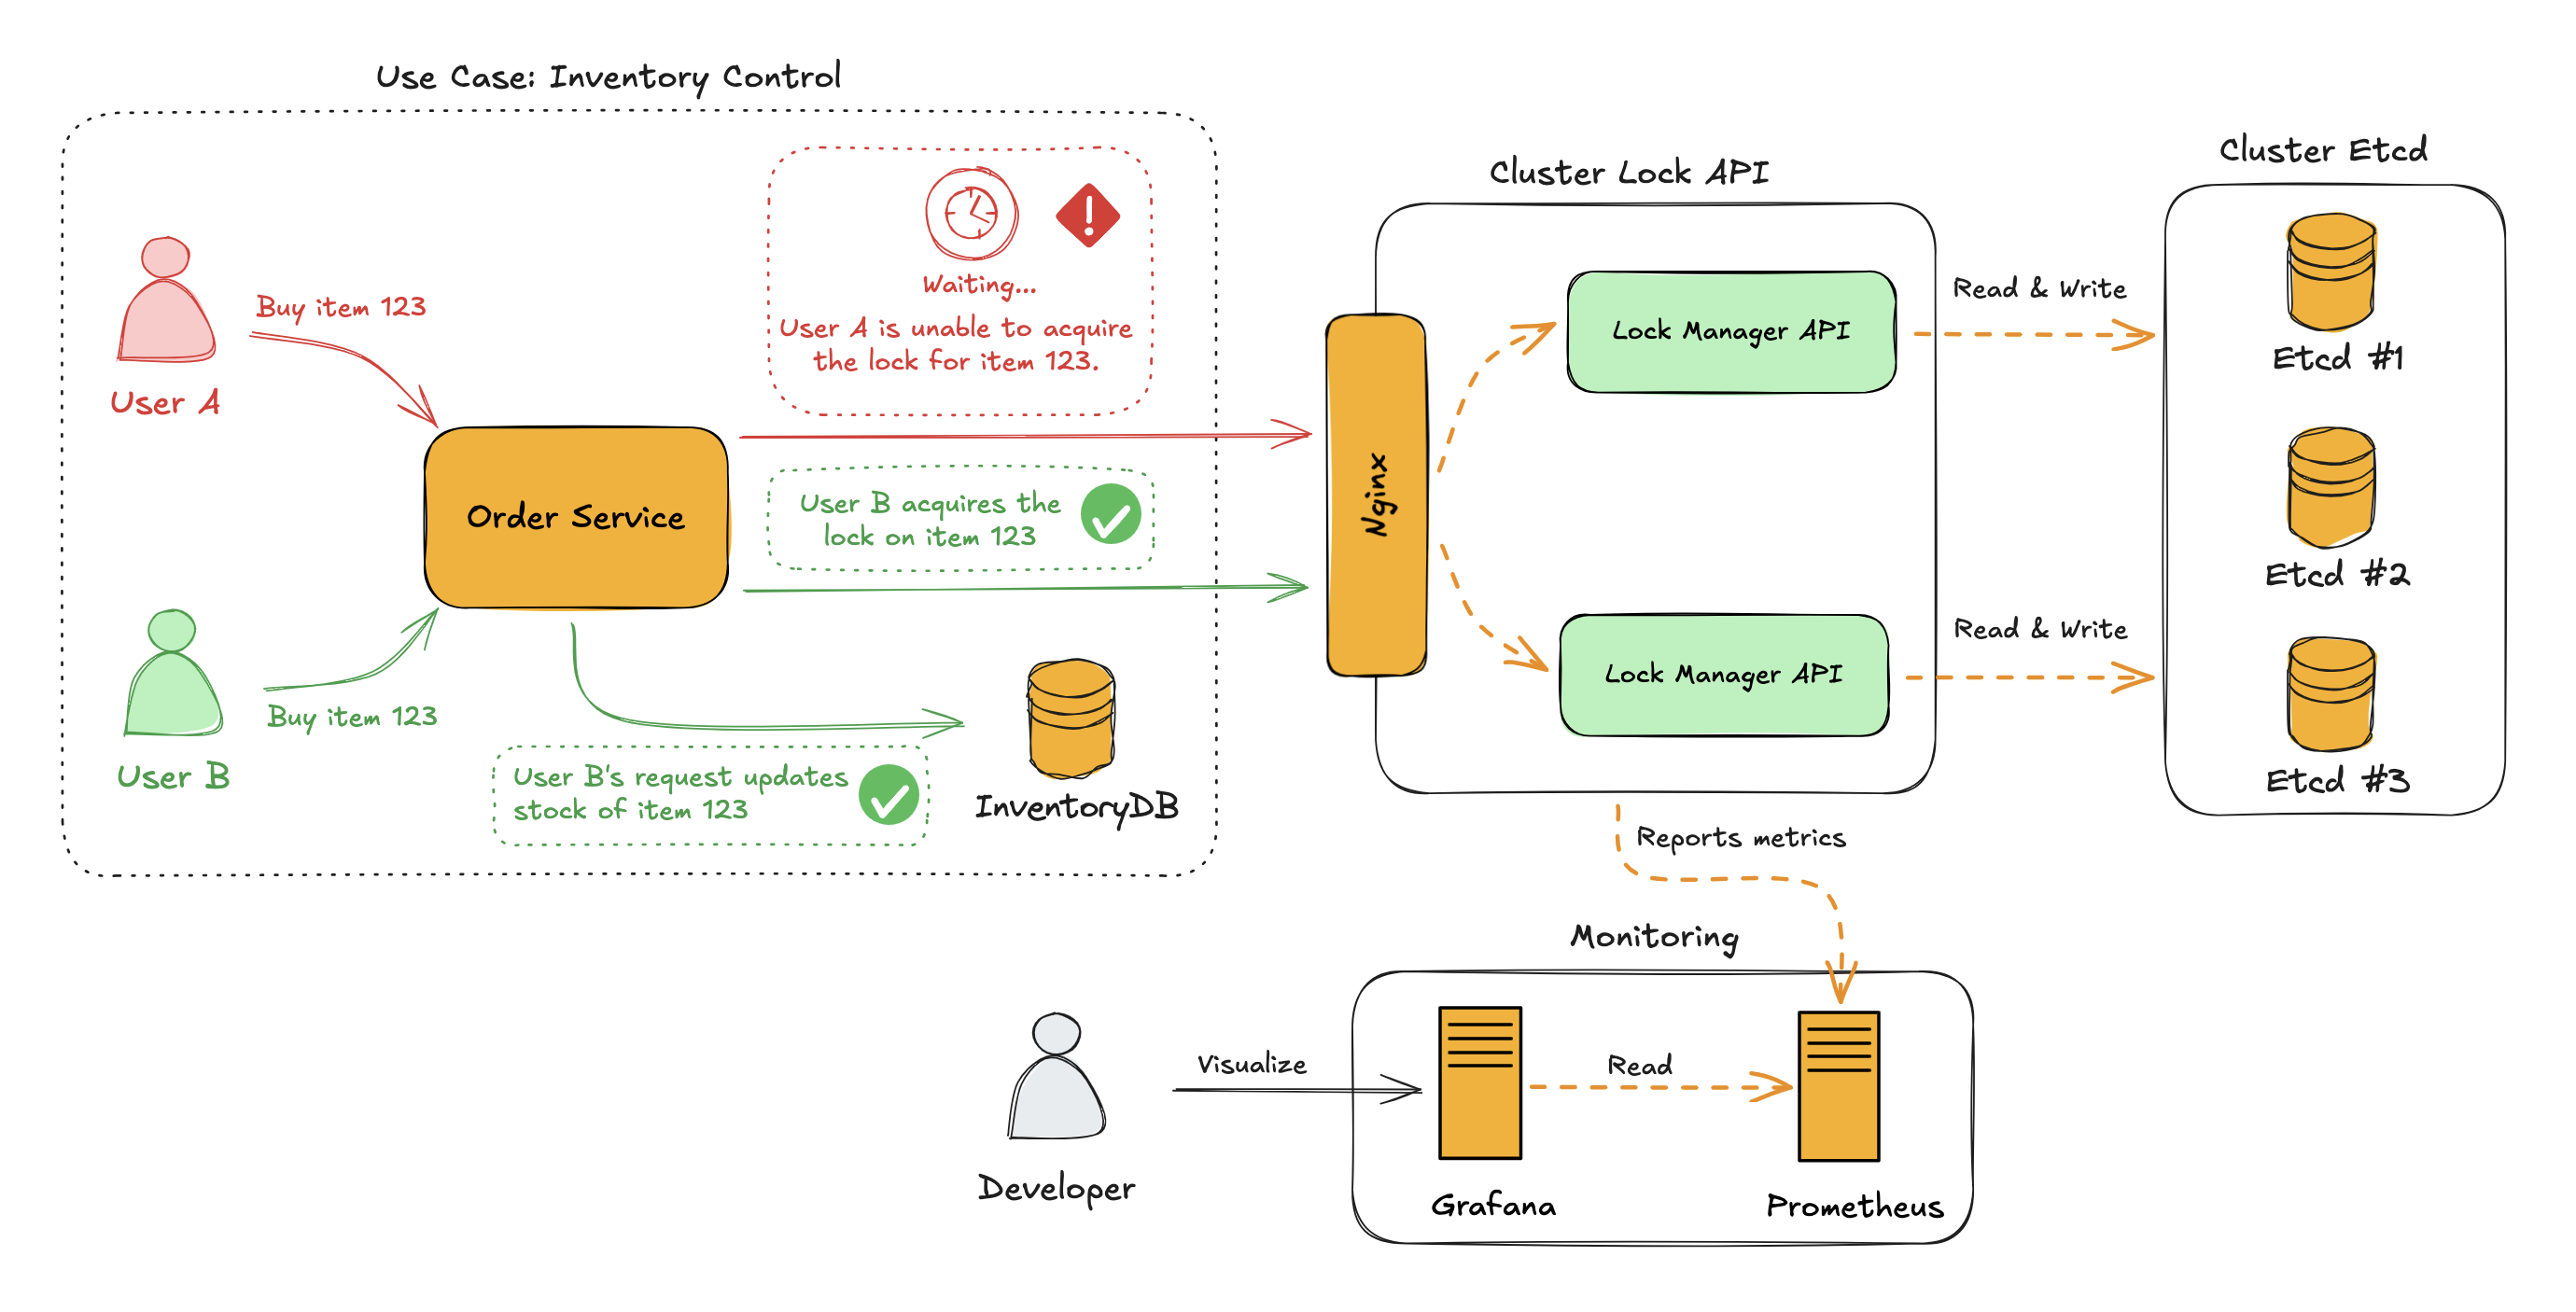 Use Case: Inventory Control
Waiting...
User A is unable to acquire
the lock for item 123.
Buy item 123
User A
Order Service
User B acquires the
lock on item 123
Buy item 123
User B
User B's request updates
stock of item 123
InventoryDB
Cluster Lock API
Nginx
Lock Manager API
Lock Manager API
Read & Write
Read & Write
Cluster Etcd
Etcd #1
Etcd #2
Etcd #3
Reports metrics
Monitoring
Developer
Visualize
Grafana
Read
Prometheus